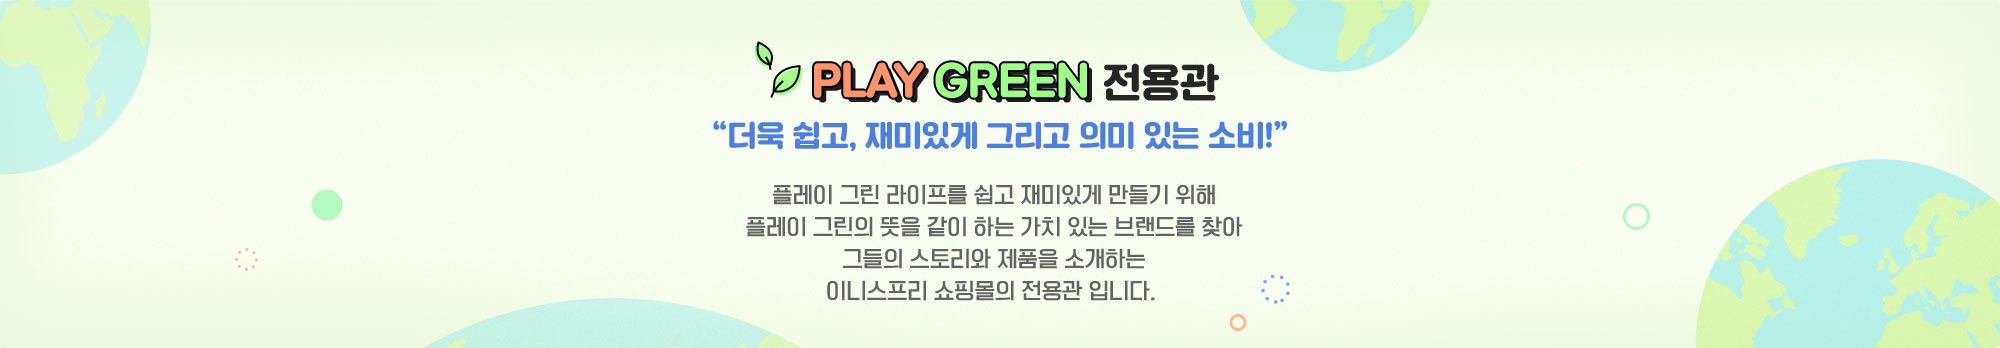 PLAY GREEN 전용관
“더욱 쉽고, 재미있게 그리고 의미 있는 소비!”
플레이 그린 라이프를 쉽고 재미있게 만들기 위해
플레이 그린의 뜻을 같이 하는 가치 있는 브랜드를 찾아
그들의 스토리와 제품을 소개하는
이니스프리 쇼핑몰의 전용관 입니다.